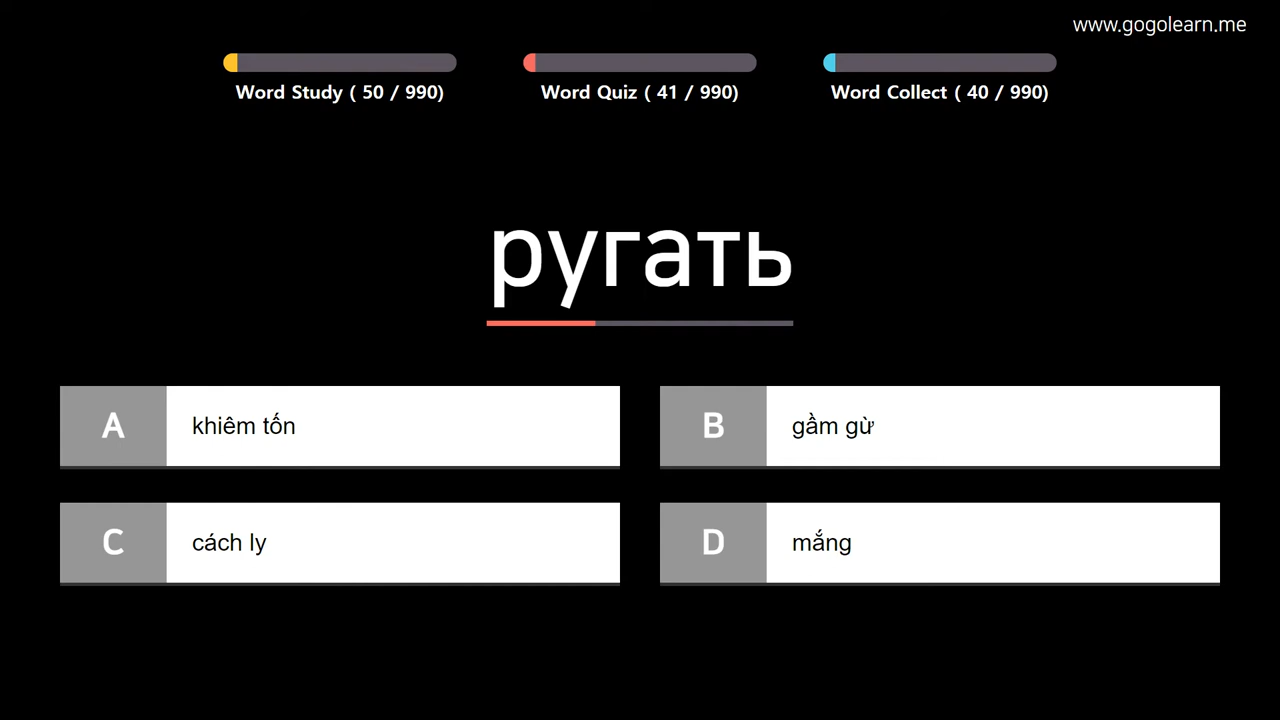 www.gogolearn.me
Word Study ( 50 / 990)
Word Quiz ( 41 / 990)
Word Collect ( 40 / 990)
ругать
A khiêm tốn
B gầm gừ
C cách ly
D mắng